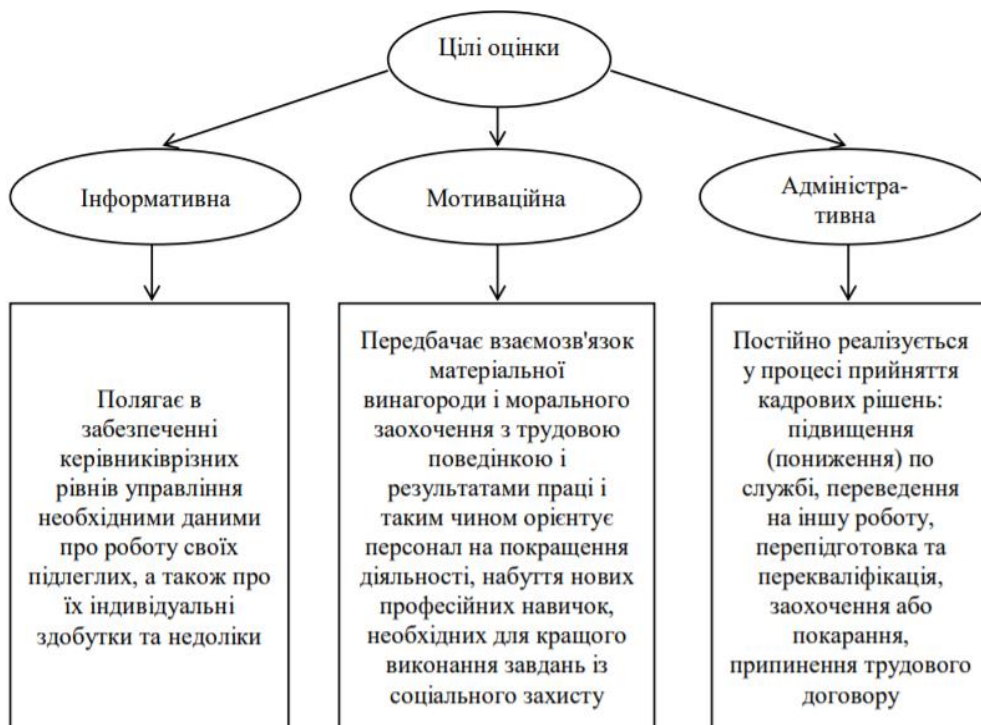 Цілі оцінки
Інформативна
Мотиваційна
Адміністра-
тивна
Полягає в
забезпеченні
керівниківрізних
рівнів управління
необхідними даними
про роботу своїх
підлеглих, а також про
їх індивідуальні
здобутки та недоліки
Передбачає взаємозв'язок
матеріальної
винагороди і морального
заохочення з трудовою
поведінкою і
результатами праці і
таким чином орієнтує
персонал на покращення
діяльності, набуття нових
професійних навичок,
необхідних для кращого
виконання завдань із
соціального захисту
Постійно реалізується
у процесі прийняття
кадрових рішень:
підвищення
(пониження) по
службі, переведення
на іншу роботу,
перепідготовка та
перекваліфікація,
заохочення або
покарання,
припинення трудового
договору